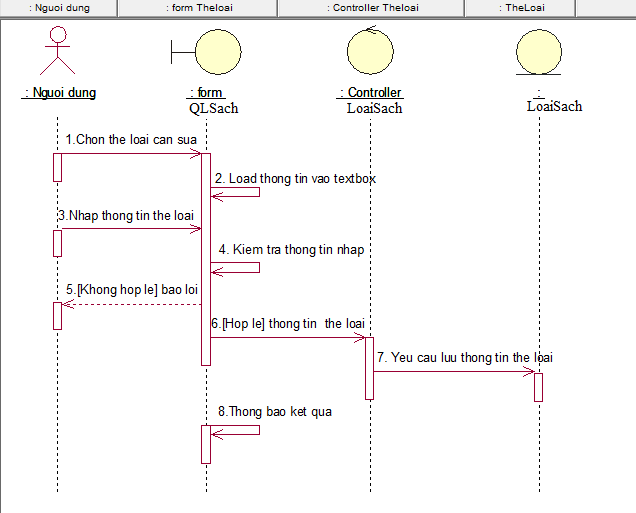 : Nguoi dung
: form Theloai
: Controller Theloai
: TheLoai
: Nguoi dung
: form
QLSach
: Controller
LoaiSach
:
LoaiSach
1.Chon the loai can sua
2. Load thong tin vao textbox
3.Nhap thong tin the loai
4. Kiem tra thong tin nhap
5.[Khong hop le] bao loi
6.[Hop le] thong tin the loai
7. Yeu cau luu thong tin the loai
8.Thong bao ket qua